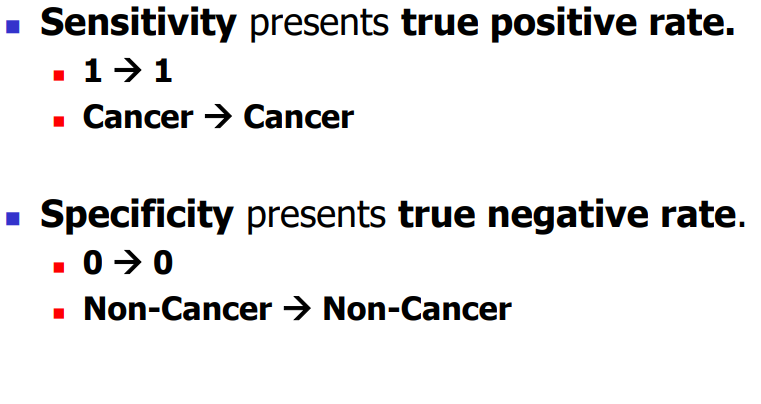 Sensitivity presents true positive rate.
1 → 1
Cancer → Cancer
Specificity presents true negative rate.
0 → 0
Non-Cancer → Non-Cancer